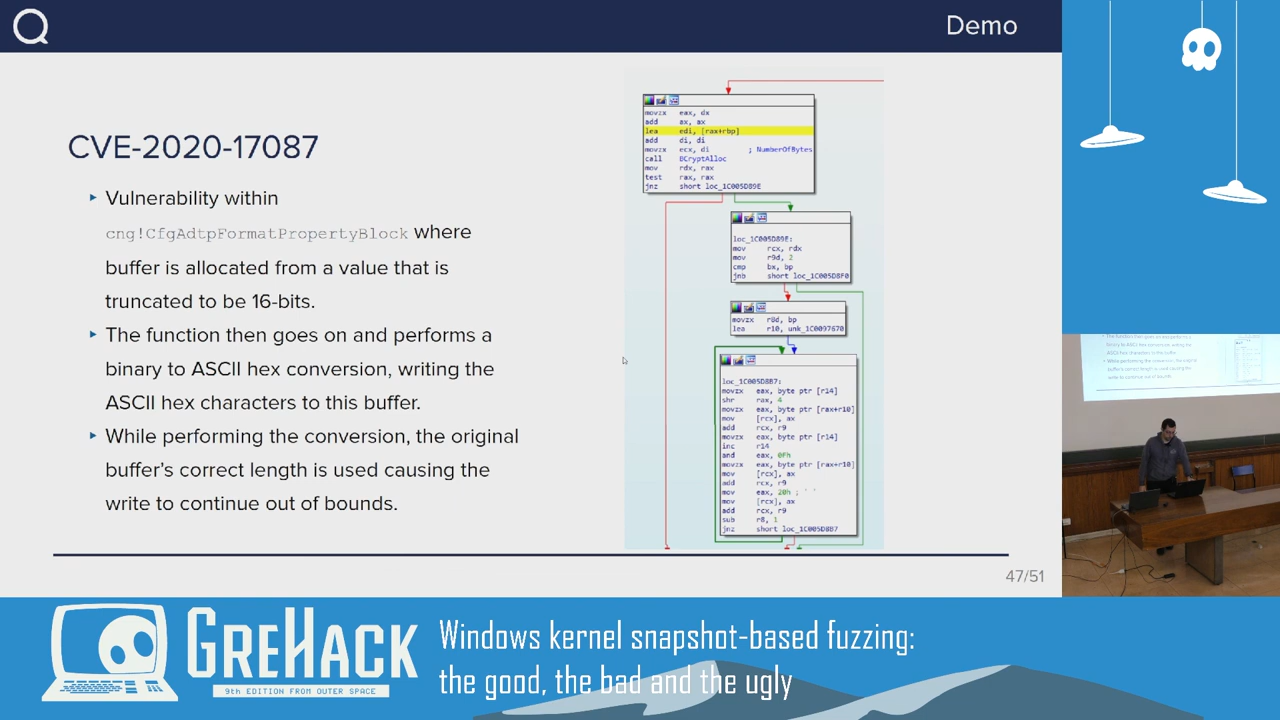 Demo
CVE-2020-17087
Vulnerability within
cng!CfgAdtpFormatPropertyBlock where
buffer is allocated from a value that is
truncated to be 16-bits.
The function then goes on and performs a
binary to ASCII hex conversion, writing the
ASCII hex characters to this buffer.
While performing the conversion, the original
buffer's correct length is used causing the
write to continue out of bounds.
movzx eax, dx
add ax, ax
lea edi, [rax+rbp]
add di, di
movzx ecx, di ; NumberOfBytes
call BCryptAlloc
mov rdx, rax
test rax, rax
jnz short loc_1C005D89E
loc_1C005D89E:
mov rcx, rdx
mov r9d, 2
cmp bx, bp
jnb short loc_1C005D8F0
movzx r8d, bp
lea r10, unk_1C0097670
loc_1C005D8B7:
movzx eax, byte ptr [r14]
shr rax, 4
movzx eax, byte ptr [rax+r10]
mov [rcx], ax
add rcx, r9
movzx eax, byte ptr [r14]
inc r14
and eax, 0Fh
movzx eax, byte ptr [rax+r10]
mov [rcx], ax
add rcx, r9
mov eax, 20h ; ' '
mov [rcx], ax
add rcx, r9
sub r8, 1
jnz short loc_1C005D8B7
47/51
GREHACK
9TH EDITION FROM OUTER SPACE
Windows kernel snapshot-based fuzzing:
the good, the bad and the ugly